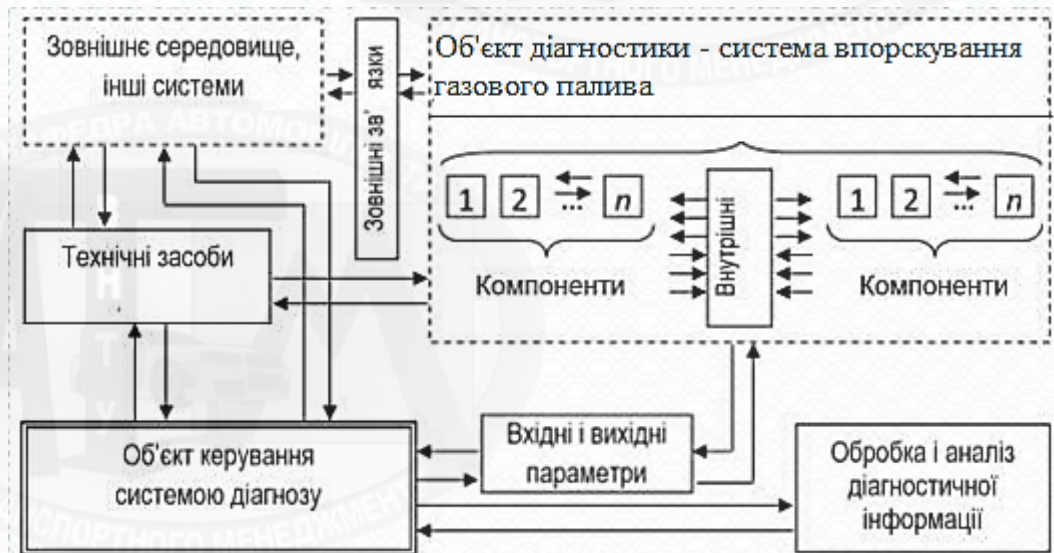 Зовнішнє середовище,
інші системи
Зовнішні зв' язки
Об'єкт діагностики - система впорскування
газового палива
1 2 ... n
Компоненти
Внутрішні
1 2 ... n
Компоненти
Технічні засоби
Об'єкт керування
системою діагнозу
Вхідні і вихідні
параметри
Обробка і аналіз
діагностичної
інформації